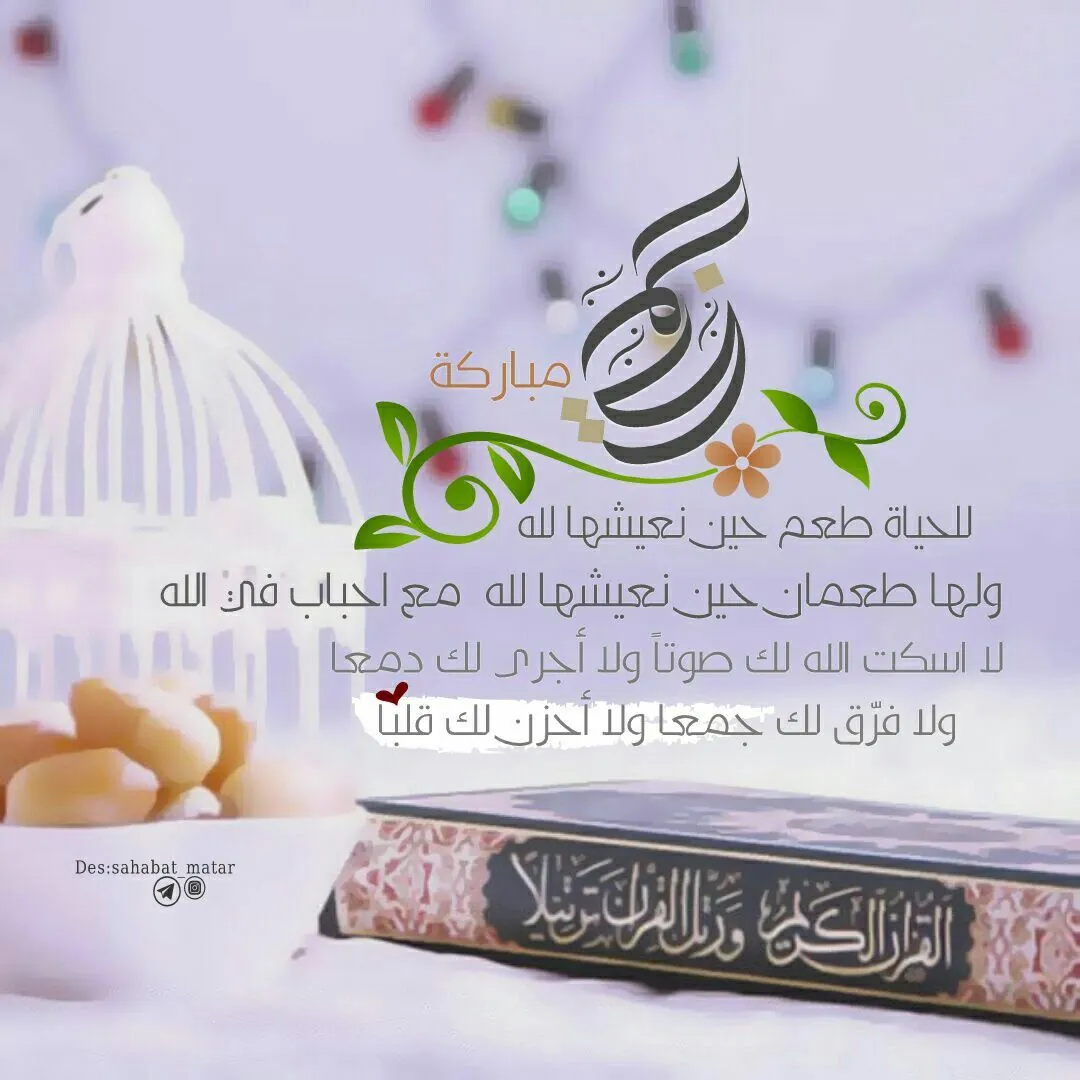 مباركة
للحياة طعم حين نعيشها لله
ولها طعمان حين نعيشها لله مع احباب في الله
لا اسكت الله لك صوتاً ولا أجرى لك دمعا
ولا فرّق لك جمعا ولا أحزن لك قلبا
Des:sahabat_matar
القرآن الكريم ورتل القرآن ترتيلا